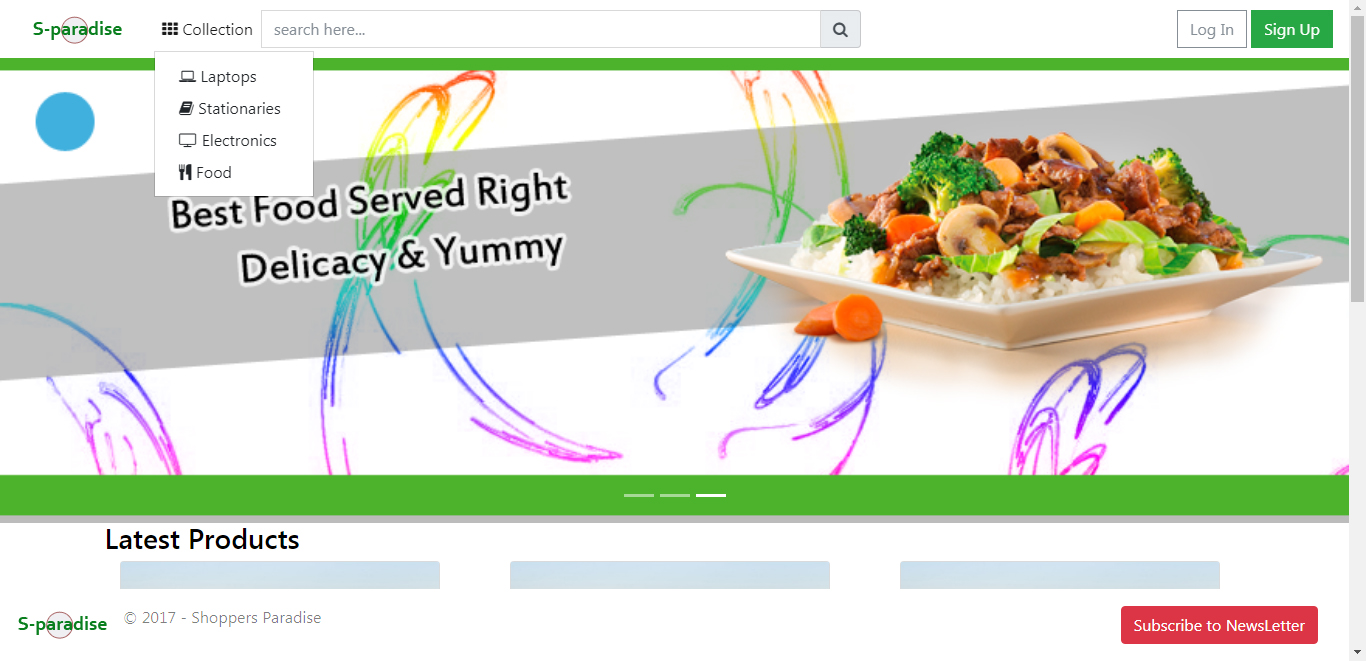 S-paradise
Collection
search here...
Log In
Sign Up
Laptops
Stationaries
Electronics
Food
Best Food Served Right
Delicacy & Yummy
Latest Products
S-paradise
© 2017 - Shoppers Paradise
Subscribe to NewsLetter